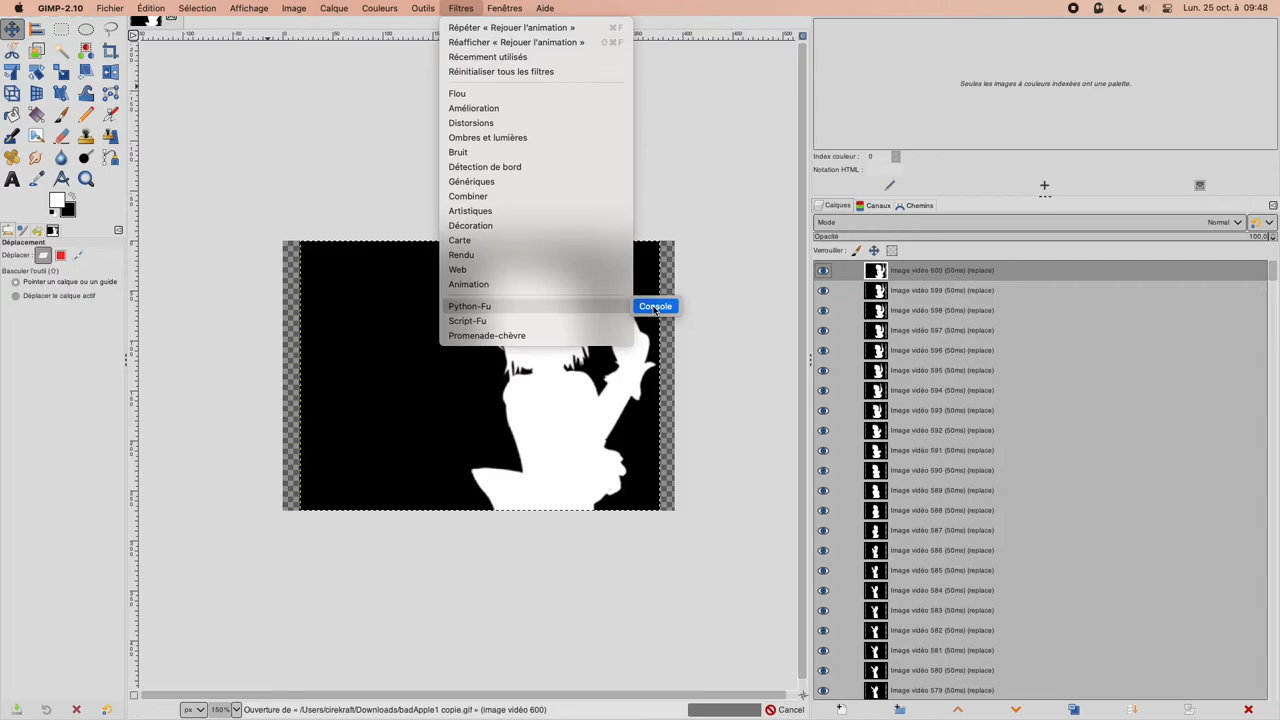 GIMP-2.10 Fichier Édition Sélection Affichage Image Calque Couleurs Outils Filtres Fenêtres Aide Lun. 25 oct. à 09:48
Répéter « Rejouer l'animation » ⌘F
Réafficher « Rejouer l'animation » ⇧⌘F
Récemment utilisés
Réinitialiser tous les filtres
Flou
Amélioration
Distorsions
Ombres et lumières
Bruit
Détection de bord
Génériques
Combiner
Artistiques
Décoration
Carte
Rendu
Web
Animation
Python-Fu
Console
Script-Fu
Promenade-chèvre
Déplacement
Déplacer :
Basculer l'outil (⇧)
Pointer un calque ou un guide
Déplacer le calque actif
Seules les images à couleurs indexées ont une palette.
Index couleur : 0
Notation HTML :
Calques Canaux Chemins
Mode Normal
Opacité 100,0
Verrouiller :
Image vidéo 600 (50ms) (replace)
Image vidéo 599 (50ms) (replace)
Image vidéo 598 (50ms) (replace)
Image vidéo 597 (50ms) (replace)
Image vidéo 596 (50ms) (replace)
Image vidéo 595 (50ms) (replace)
Image vidéo 594 (50ms) (replace)
Image vidéo 593 (50ms) (replace)
Image vidéo 592 (50ms) (replace)
Image vidéo 591 (50ms) (replace)
Image vidéo 590 (50ms) (replace)
Image vidéo 589 (50ms) (replace)
Image vidéo 588 (50ms) (replace)
Image vidéo 587 (50ms) (replace)
Image vidéo 586 (50ms) (replace)
Image vidéo 585 (50ms) (replace)
Image vidéo 584 (50ms) (replace)
Image vidéo 583 (50ms) (replace)
Image vidéo 582 (50ms) (replace)
Image vidéo 581 (50ms) (replace)
Image vidéo 580 (50ms) (replace)
Image vidéo 579 (50ms) (replace)
px 150% Ouverture de « /Users/cirekraft/Downloads/badApple1 copie.gif » (image vidéo 600) Cancel